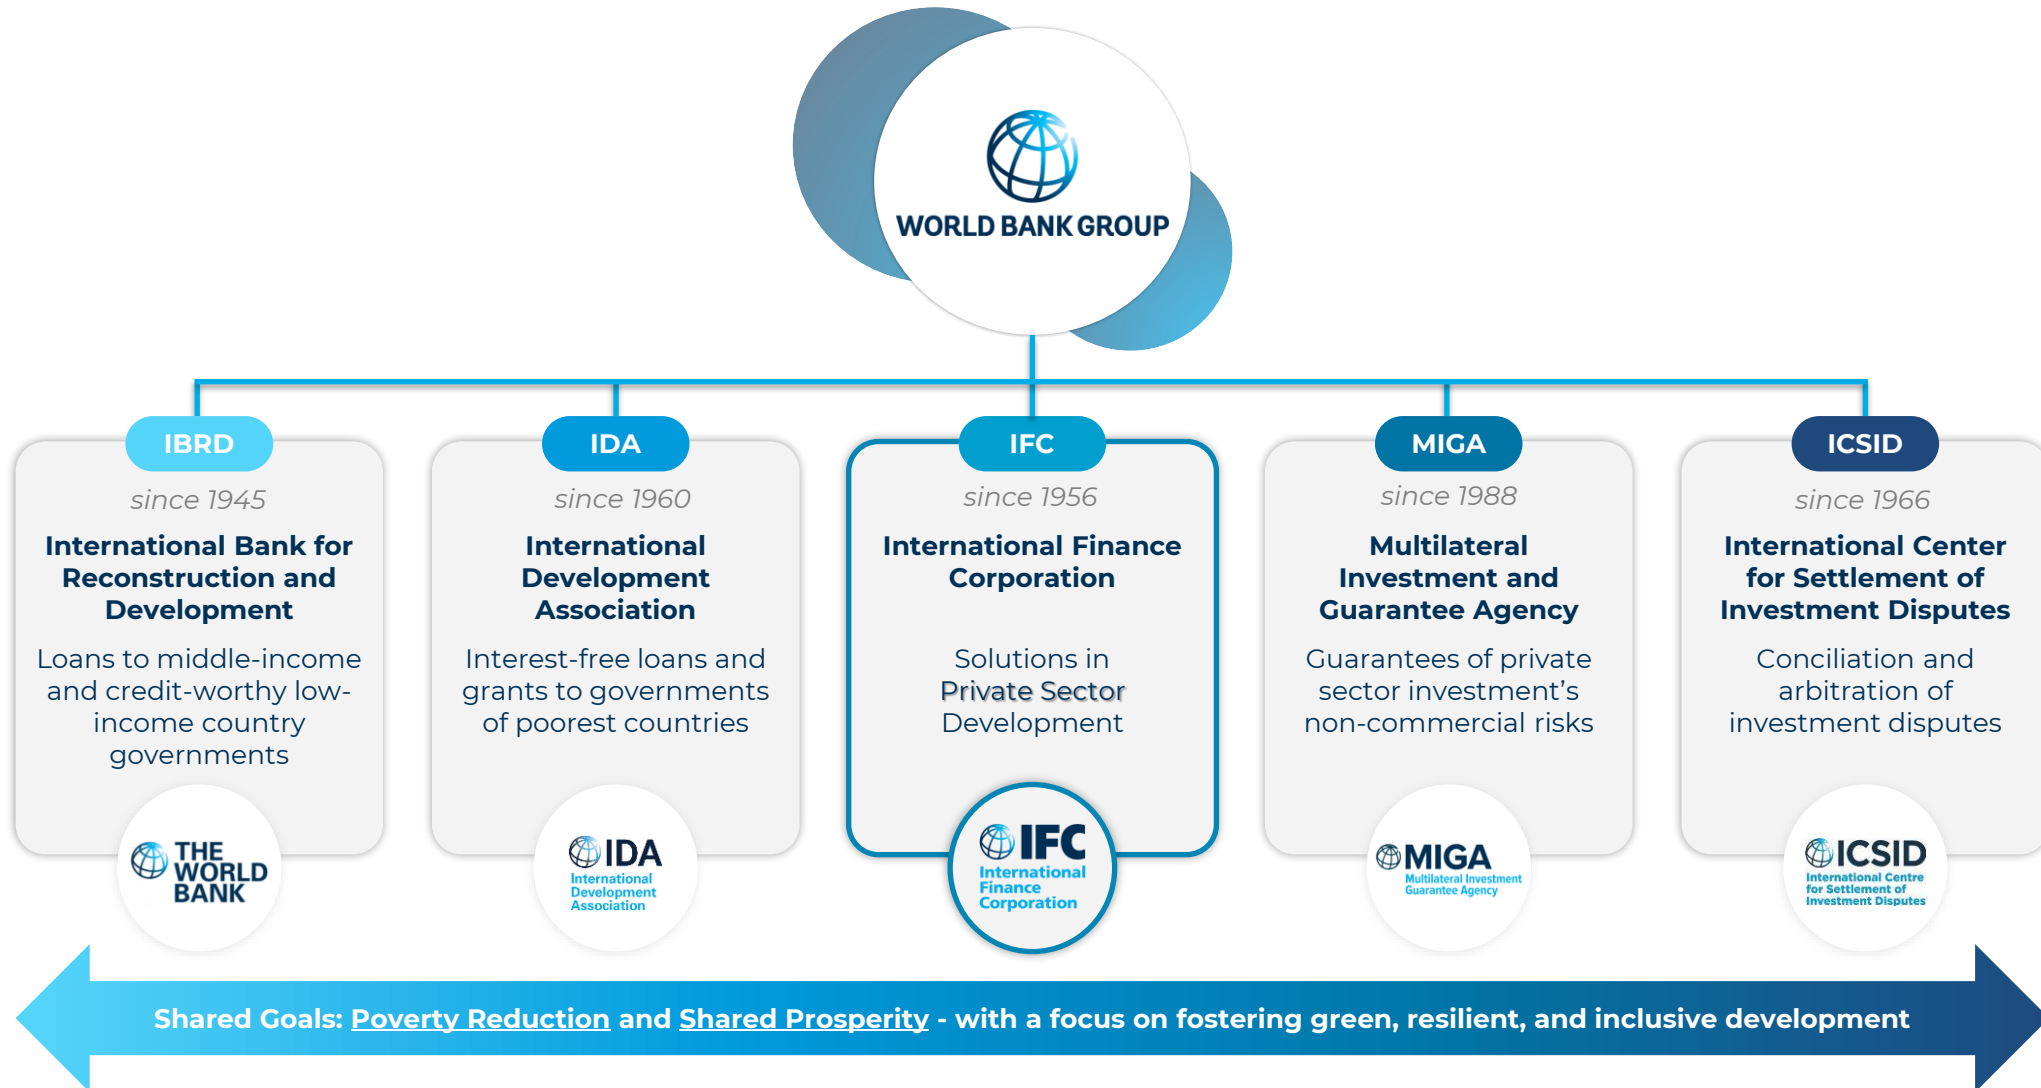 WORLD BANK GROUP
IBRD
since 1945
International Bank for
Reconstruction and
Development
Loans to middle-income
and credit-worthy low-
income country
governments
THE
WORLD
BANK
IDA
since 1960
International
Development
Association
Interest-free loans and
grants to governments
of poorest countries
IDA
International
Development
Association
IFC
since 1956
International Finance
Corporation
Solutions in
Private Sector
Development
IFC
International
Finance
Corporation
MIGA
since 1988
Multilateral
Investment and
Guarantee Agency
Guarantees of private
sector investment’s
non-commercial risks
MIGA
Multilateral Investment
Guarantee Agency
ICSID
since 1966
International Center
for Settlement of
Investment Disputes
Conciliation and
arbitration of
investment disputes
ICSID
International Centre
for Settlement of
Investment Disputes
Shared Goals: Poverty Reduction and Shared Prosperity - with a focus on fostering green, resilient, and inclusive development